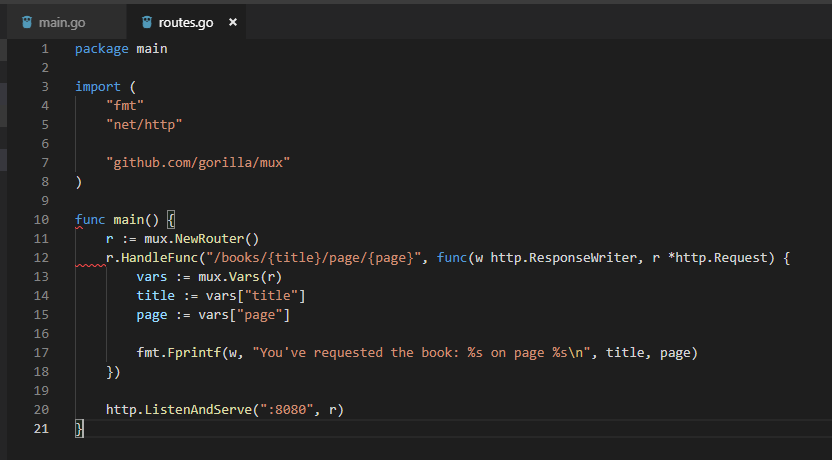 main.go routes.go ×
1 package main
2
3 import (
4     "fmt"
5     "net/http"
6
7     "github.com/gorilla/mux"
8 )
9
10 func main() {
11     r := mux.NewRouter()
12     r.HandleFunc("/books/{title}/page/{page}", func(w http.ResponseWriter, r *http.Request) {
13         vars := mux.Vars(r)
14         title := vars["title"]
15         page := vars["page"]
16
17         fmt.Fprintf(w, "You've requested the book: %s on page %s\n", title, page)
18     })
19
20     http.ListenAndServe(":8080", r)
21 }